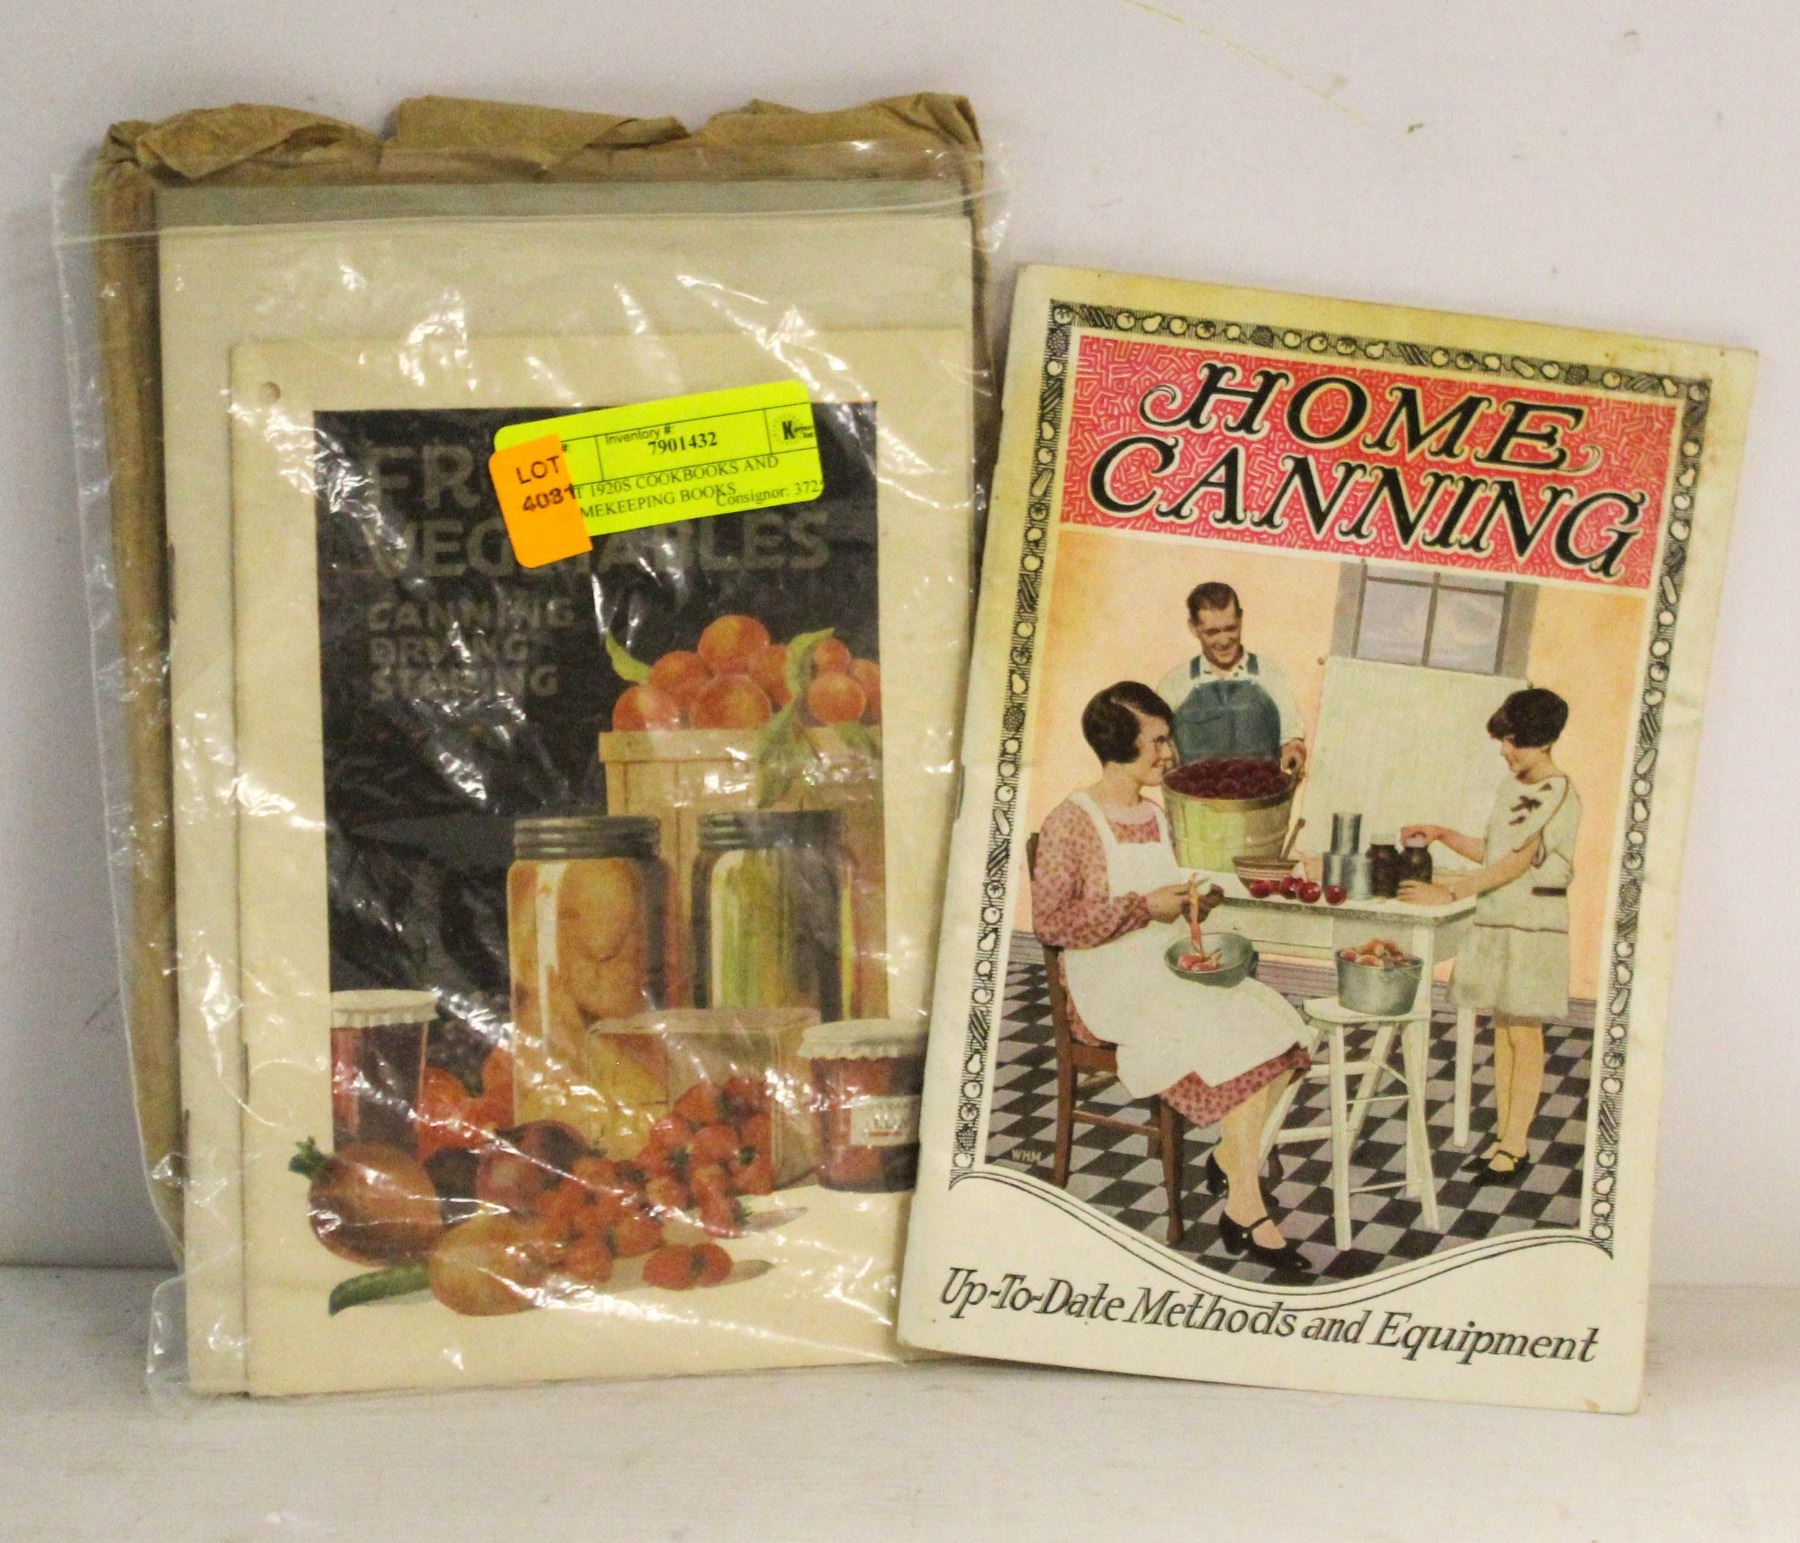 VEGETABLES
CANNING
DRYING
STORING
LOT
4031
Inventory #:
7901432
1920S COOKBOOKS AND
MEKEEPING BOOKS
Consignor: 372
HOME
CANNING
WHM
Up-To-Date Methods and Equipment